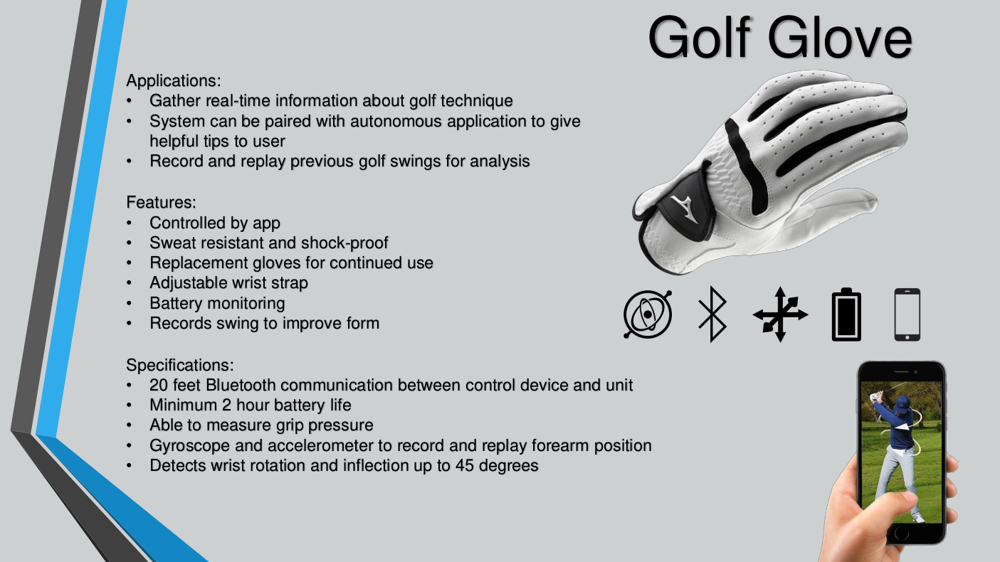 Golf Glove
Applications:
• Gather real-time information about golf technique
• System can be paired with autonomous application to give
helpful tips to user
• Record and replay previous golf swings for analysis
Features:
• Controlled by app
• Sweat resistant and shock-proof
• Replacement gloves for continued use
• Adjustable wrist strap
• Battery monitoring
• Records swing to improve form
Specifications:
• 20 feet Bluetooth communication between control device and unit
• Minimum 2 hour battery life
• Able to measure grip pressure
• Gyroscope and accelerometer to record and replay forearm position
• Detects wrist rotation and inflection up to 45 degrees